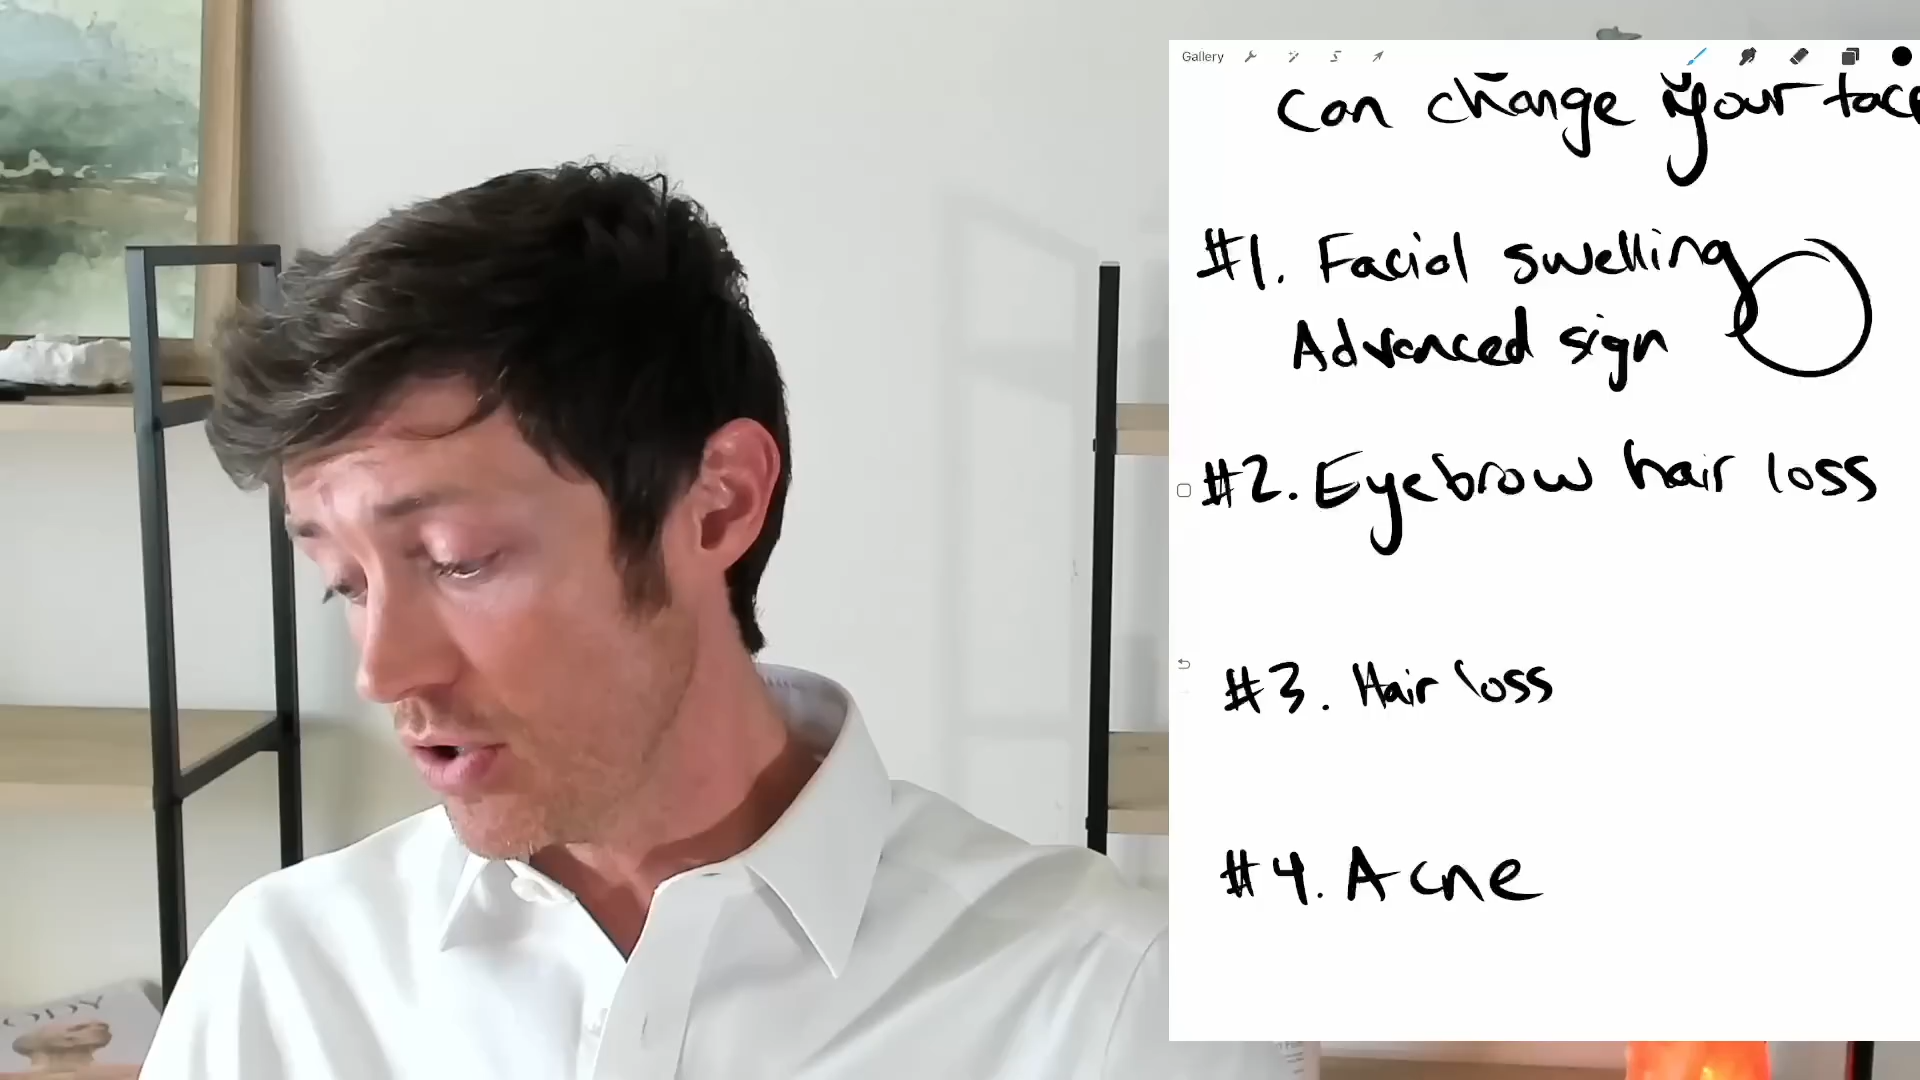 Gallery
can change your face
#1. Facial swelling
Advanced sign
#2. Eyebrow hair loss
#3. Hair loss
#4. Acne
ODY